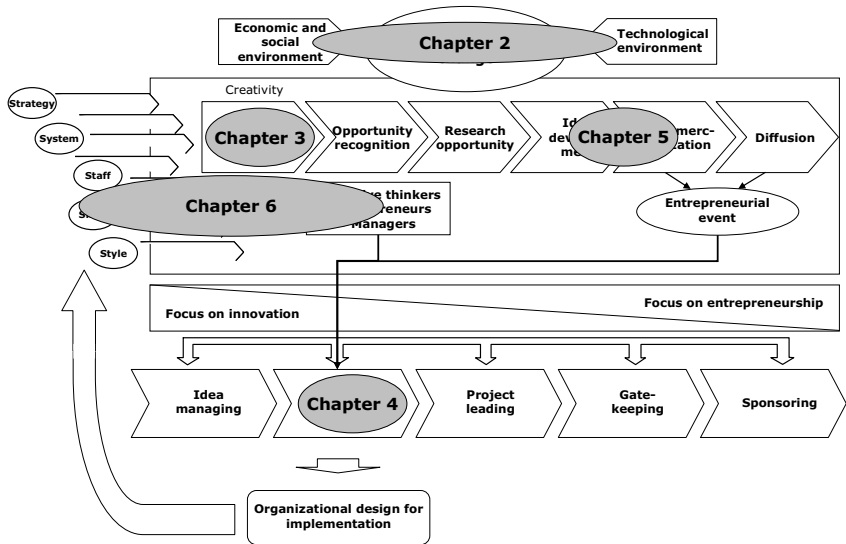 Economic and
social
environment
Chapter 2
Technological
environment
Creativity
Strategy
System
Staff
Style
Chapter 3
Opportunity
recognition
Research
opportunity
Chapter 5
Diffusion
Chapter 6
thinkers
Managers
Entrepreneurial
event
Focus on innovation
Focus on entrepreneurship
Idea
managing
Chapter 4
Project
leading
Gate-
keeping
Sponsoring
Organizational design for
implementation